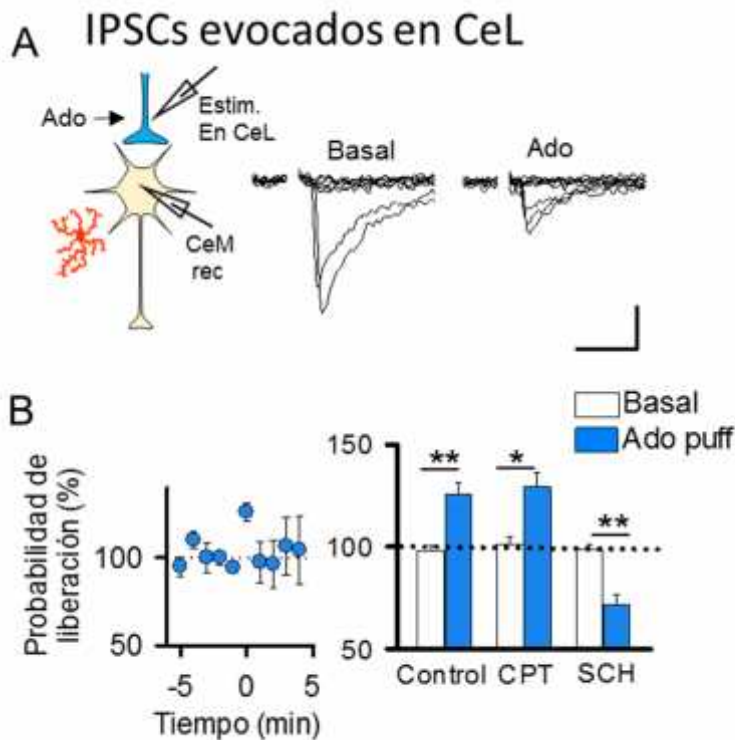 A IPSCs evocados en CeL
Ado
Estim.
En CeL
CeM
rec
Basal
Ado
B
Basal
Ado puff
Probabilidad de
liberación (%)
100
50
-5 0 5
Tiempo (min)
150
**
*
**
100
50
Control CPT SCH